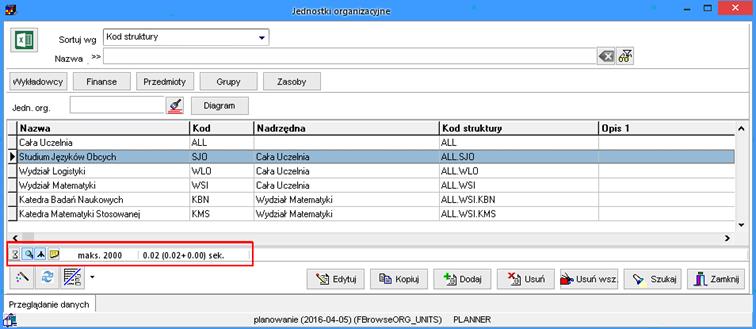 Jednostki organizacyjne
Sortuj wg Kod struktury
Nazwa >>
Wykładowcy Finanse Przedmioty Grupy Zasoby
Jedn. org. Diagram
Nazwa Kod Nadrzędna Kod struktury Opis 1
Cała Uczelnia ALL ALL
Studium Języków Obcych SJO Cała Uczelnia ALL.SJO
Wydział Logistyki WLO Cała Uczelnia ALL.WLO
Wydział Matematyki WSI Cała Uczelnia ALL.WSI
Katedra Badań Naukowych KBN Wydział Matematyki ALL.WSI.KBN
Katedra Matematyki Stosowanej KMS Wydział Matematyki ALL.WSI.KMS
maks. 2000 0.02 (0.02+0.00) sek.
Edytuj Kopiuj Dodaj Usuń Usuń wsz. Szukaj Zamknij
Przeglądanie danych
planowanie (2016-04-05) (FBrowseORG_UNITS) PLANNER